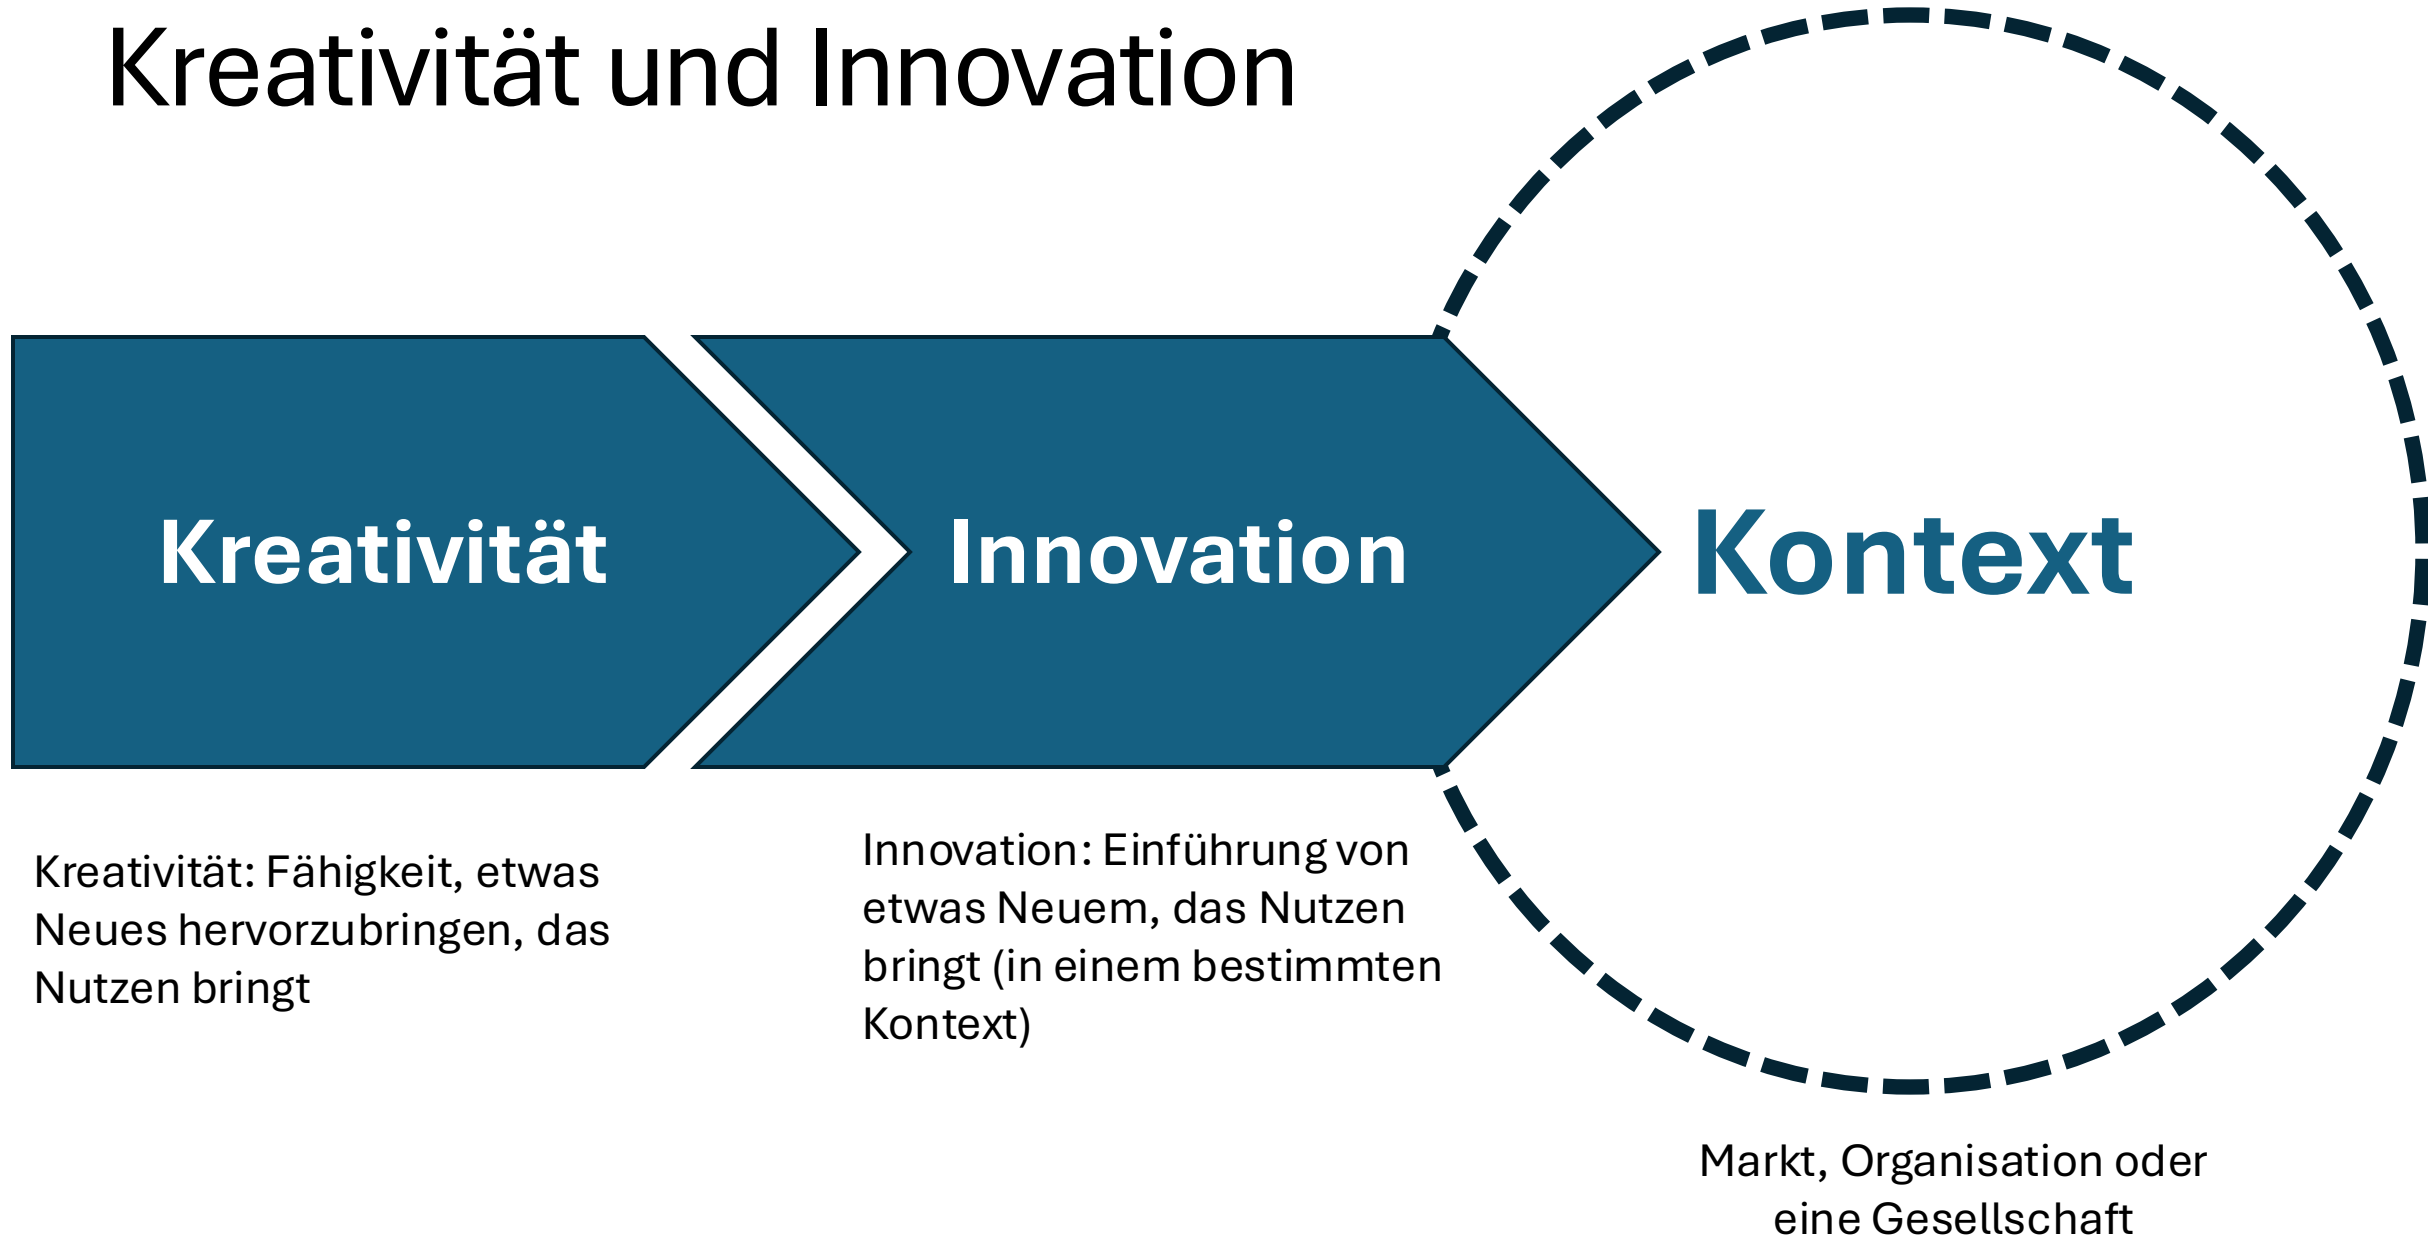 Kreativität und Innovation
Kreativität
Innovation
Kontext
Kreativität: Fähigkeit, etwas
Neues hervorzubringen, das
Nutzen bringt
Innovation: Einführung von
etwas Neuem, das Nutzen
bringt (in einem bestimmten
Kontext)
Markt, Organisation oder
eine Gesellschaft